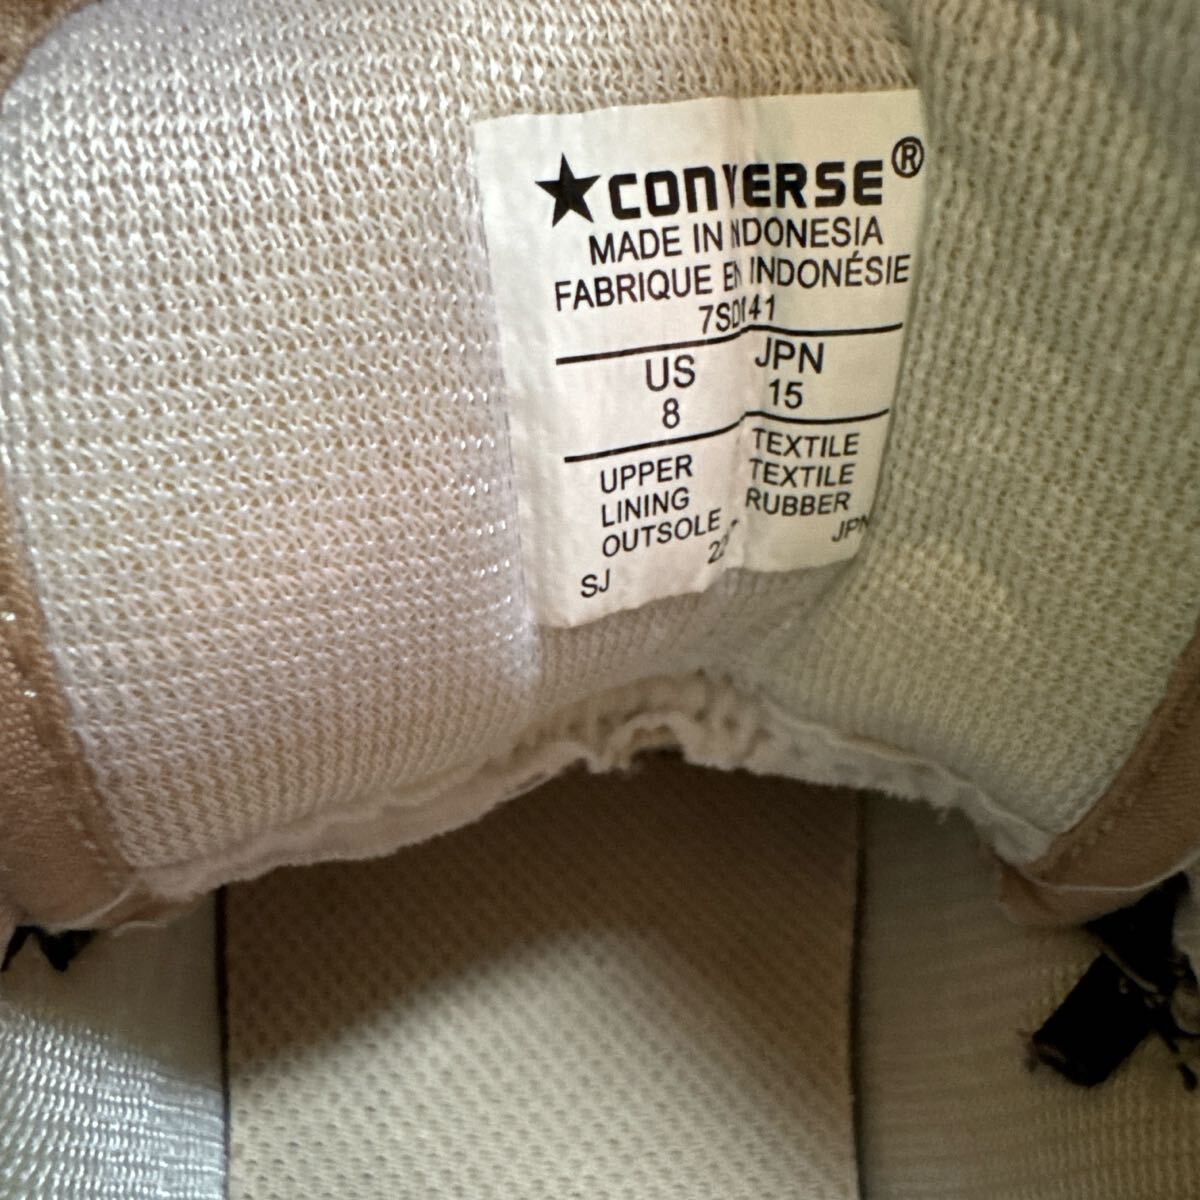 ★CONVERSE®
MADE IN INDONESIA
FABRIQUE EN INDONÉSIE
US JPN
8 15
UPPER TEXTILE
LINING TEXTILE
OUTSOLE RUBBER
SJ JPN